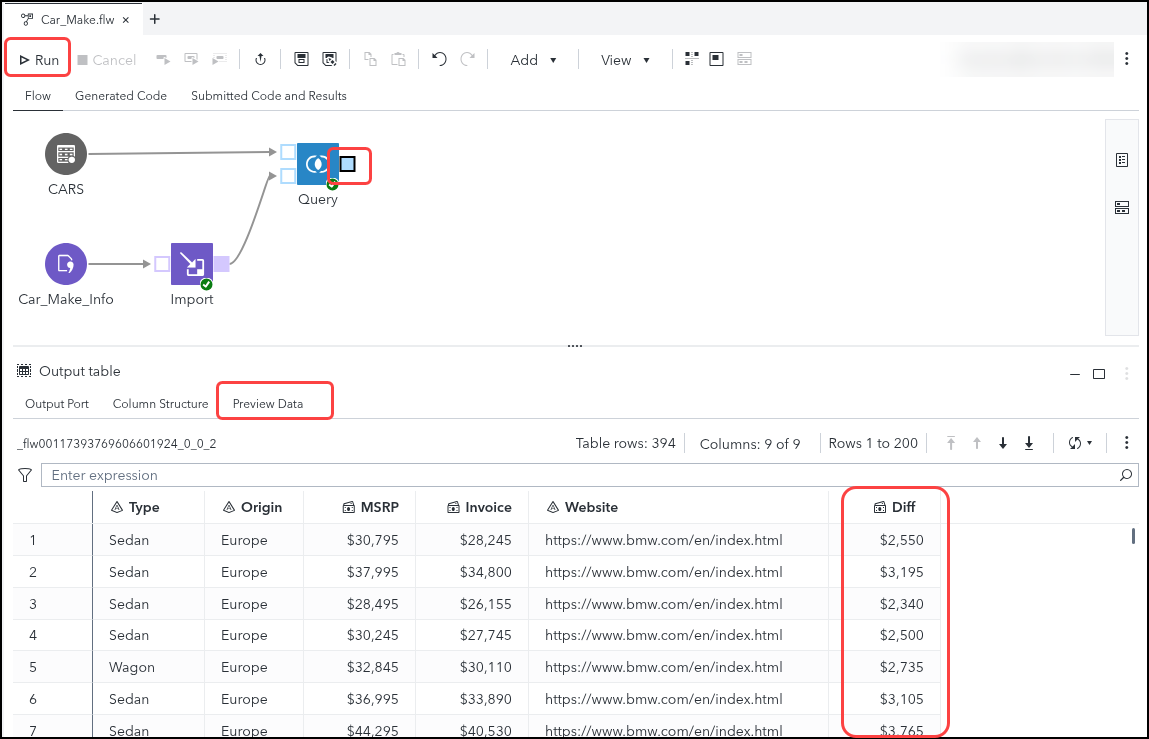 Car_Make.flw × +
Run Cancel Add View
Flow Generated Code Submitted Code and Results
CARS
Query
Car_Make_Info
Import
Output table
Output Port Column Structure Preview Data
_flw00117393769606601924_0_0_2 Table rows: 394 Columns: 9 of 9 Rows 1 to 200
Enter expression
Type Origin MSRP Invoice Website Diff
1 Sedan Europe $30,795 $28,245 https://www.bmw.com/en/index.html $2,550
2 Sedan Europe $37,995 $34,800 https://www.bmw.com/en/index.html $3,195
3 Sedan Europe $28,495 $26,155 https://www.bmw.com/en/index.html $2,340
4 Sedan Europe $30,245 $27,745 https://www.bmw.com/en/index.html $2,500
5 Wagon Europe $32,845 $30,110 https://www.bmw.com/en/index.html $2,735
6 Sedan Europe $36,995 $33,890 https://www.bmw.com/en/index.html $3,105
7 Sedan Europe $44,295 $40,530 https://www.bmw.com/en/index.html $3,765